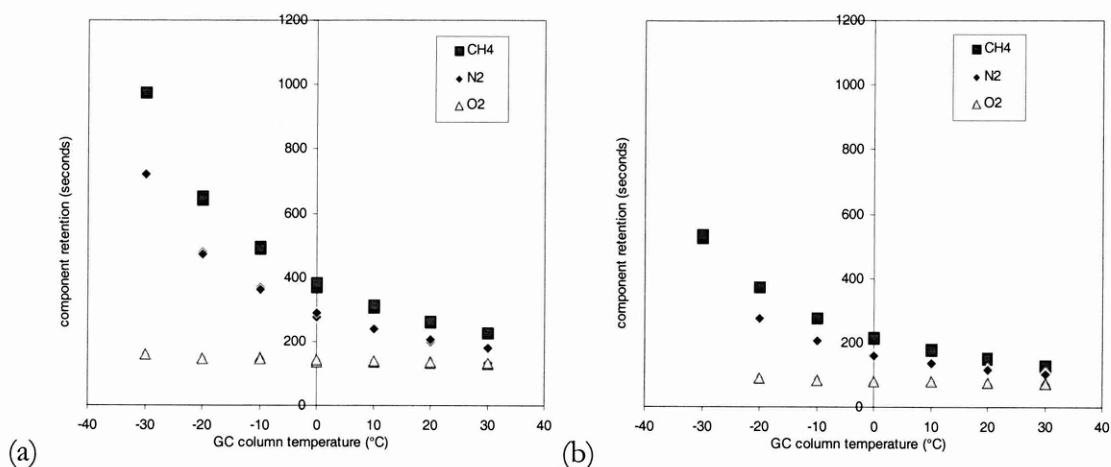 1200
1000
800
600
400
200
0
-40 -30 -20 -10 0 10 20 30 40
component retention (seconds)
GC column temperature (°C)
CH4
N2
O2
(a)
1200
1000
800
600
400
200
0
-40 -30 -20 -10 0 10 20 30 40
component retention (seconds)
GC column temperature (°C)
CH4
N2
O2
(b)